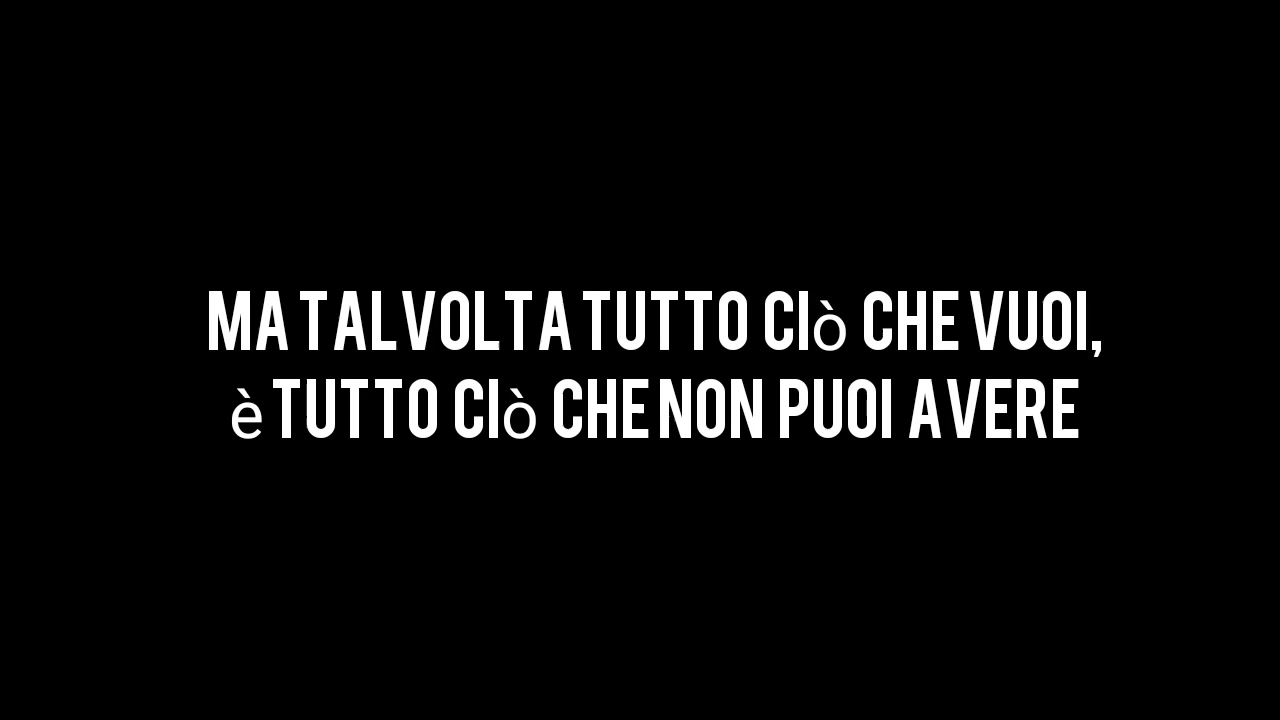 MA TALVOLTA TUTTO CIò CHE VUOI,
è TUTTO CIò CHE NON PUOI AVERE